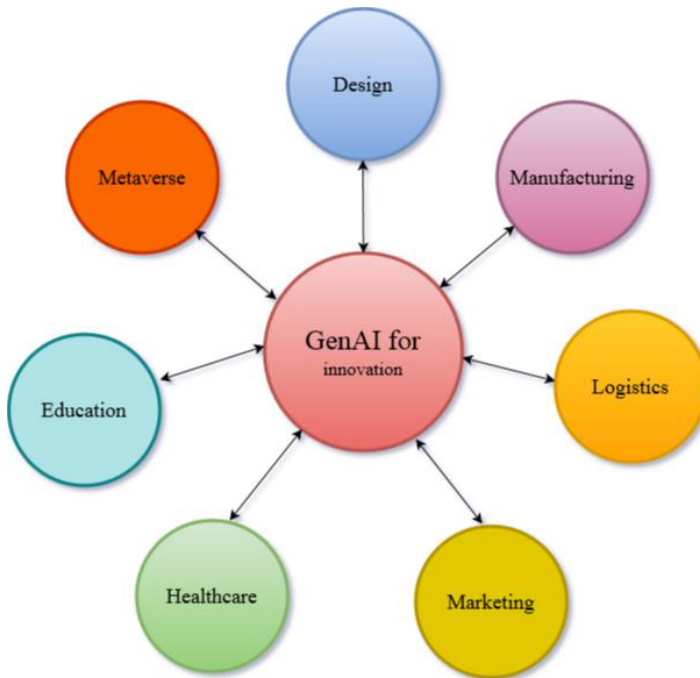 Design
Metaverse
Manufacturing
GenAI for
innovation
Logistics
Education
Healthcare
Marketing